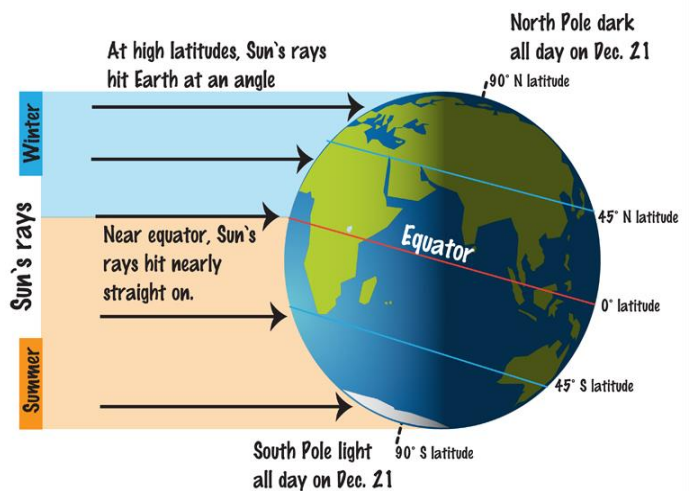 North Pole dark
all day on Dec. 21
At high latitudes, Sun's rays
hit Earth at an angle
90° N latitude
Winter
45° N latitude
Sun's rays
Near equator, Sun's
rays hit nearly
straight on.
Equator
0° latitude
Summer
45° S latitude
South Pole light
all day on Dec. 21
90° S latitude